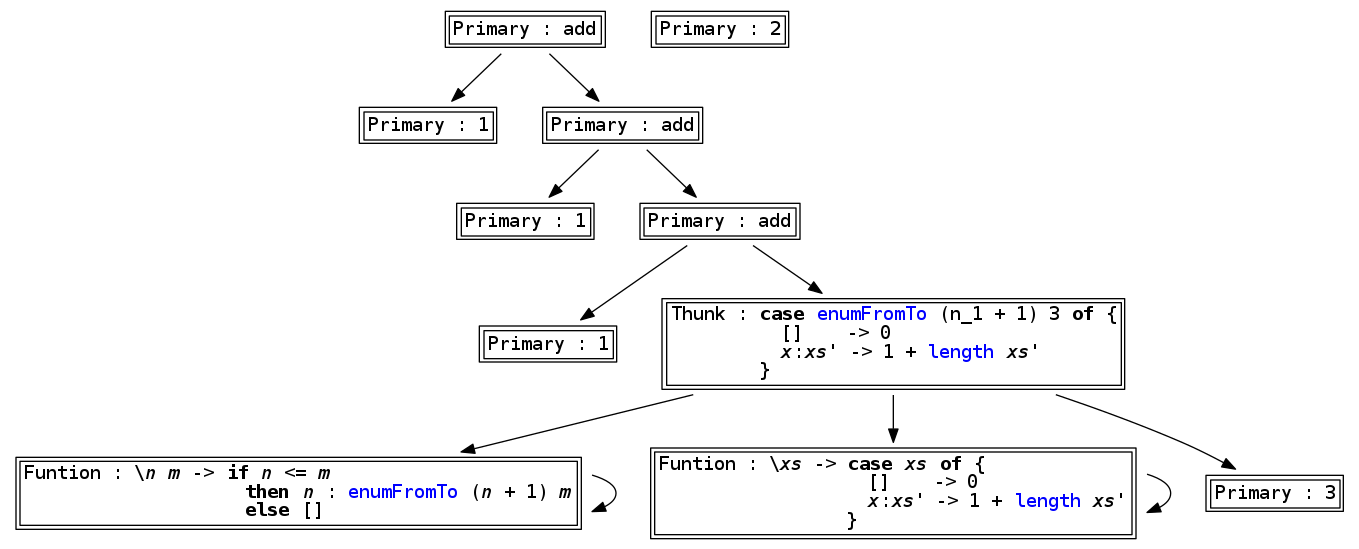 Primary : add
Primary : 2
Primary : 1
Primary : add
Primary : 1
Primary : add
Primary : 1
Thunk : case enumFromTo (n_1 + 1) 3 of {
[]    -> 0
x:xs' -> 1 + length xs'
}
Funtion : \n m -> if n <= m
then n : enumFromTo (n + 1) m
else []
Funtion : \xs -> case xs of {
[]    -> 0
x:xs' -> 1 + length xs'
}
Primary : 3